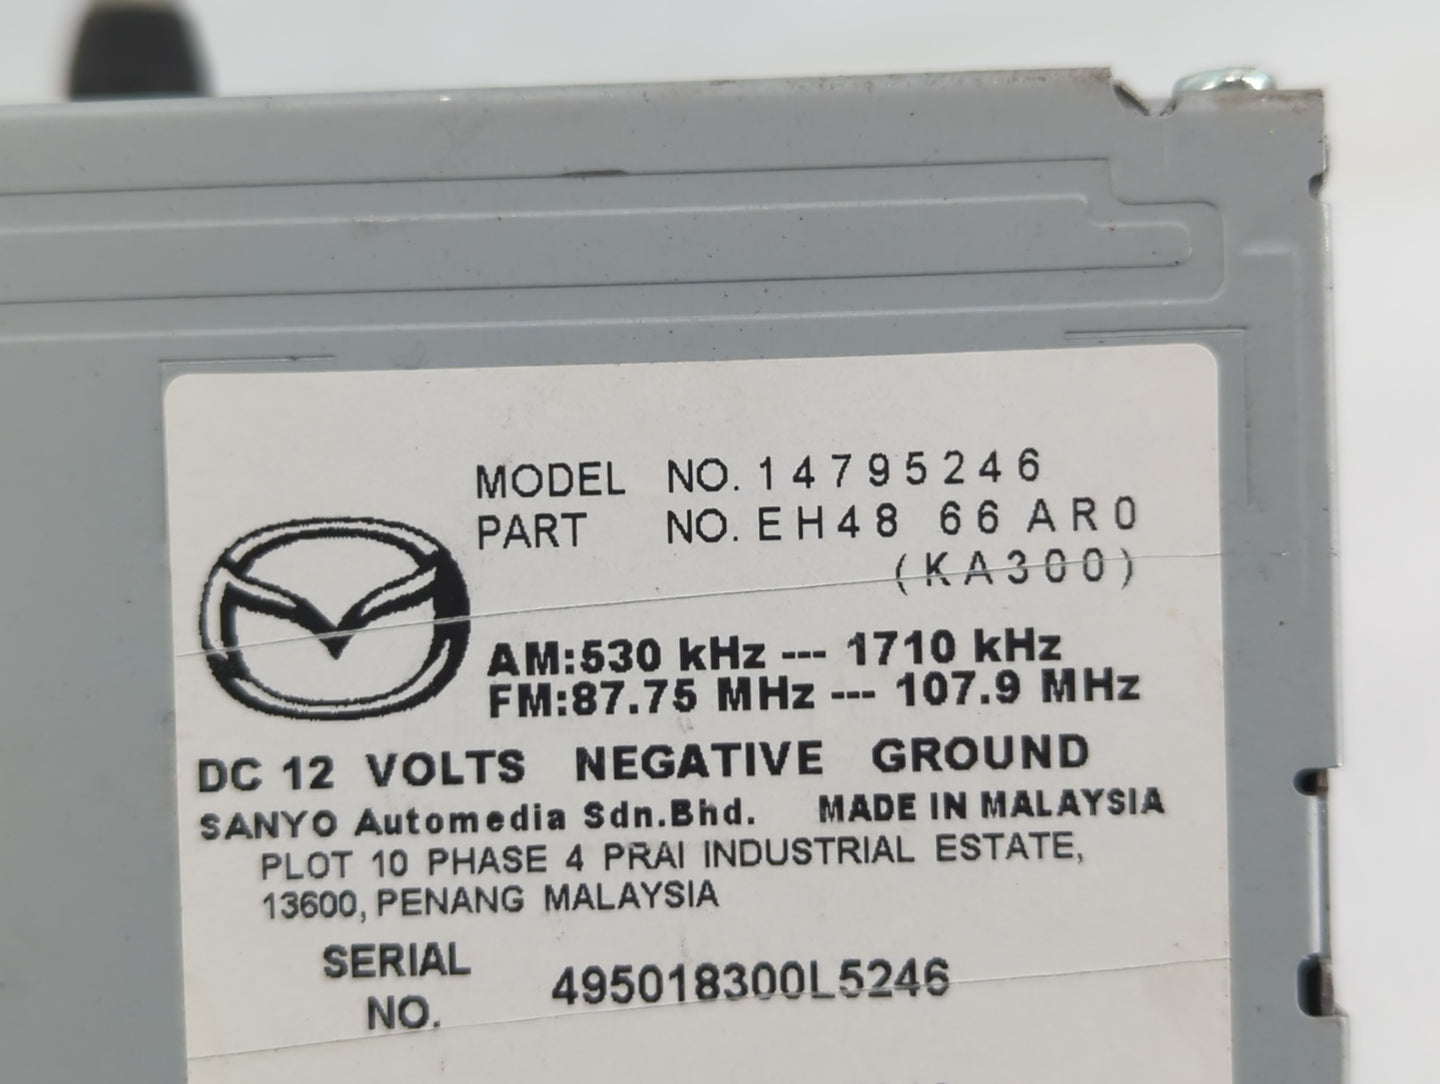 MODEL NO. 14795246
PART NO. EH48 66 AR0
(KA300)
AM:530 kHz --- 1710 kHz
FM:87.75 MHz --- 107.9 MHz
DC 12 VOLTS NEGATIVE GROUND
SANYO Automedia Sdn.Bhd. MADE IN MALAYSIA
PLOT 10 PHASE 4 PRAI INDUSTRIAL ESTATE,
13600, PENANG MALAYSIA
SERIAL NO. 495018300L5246